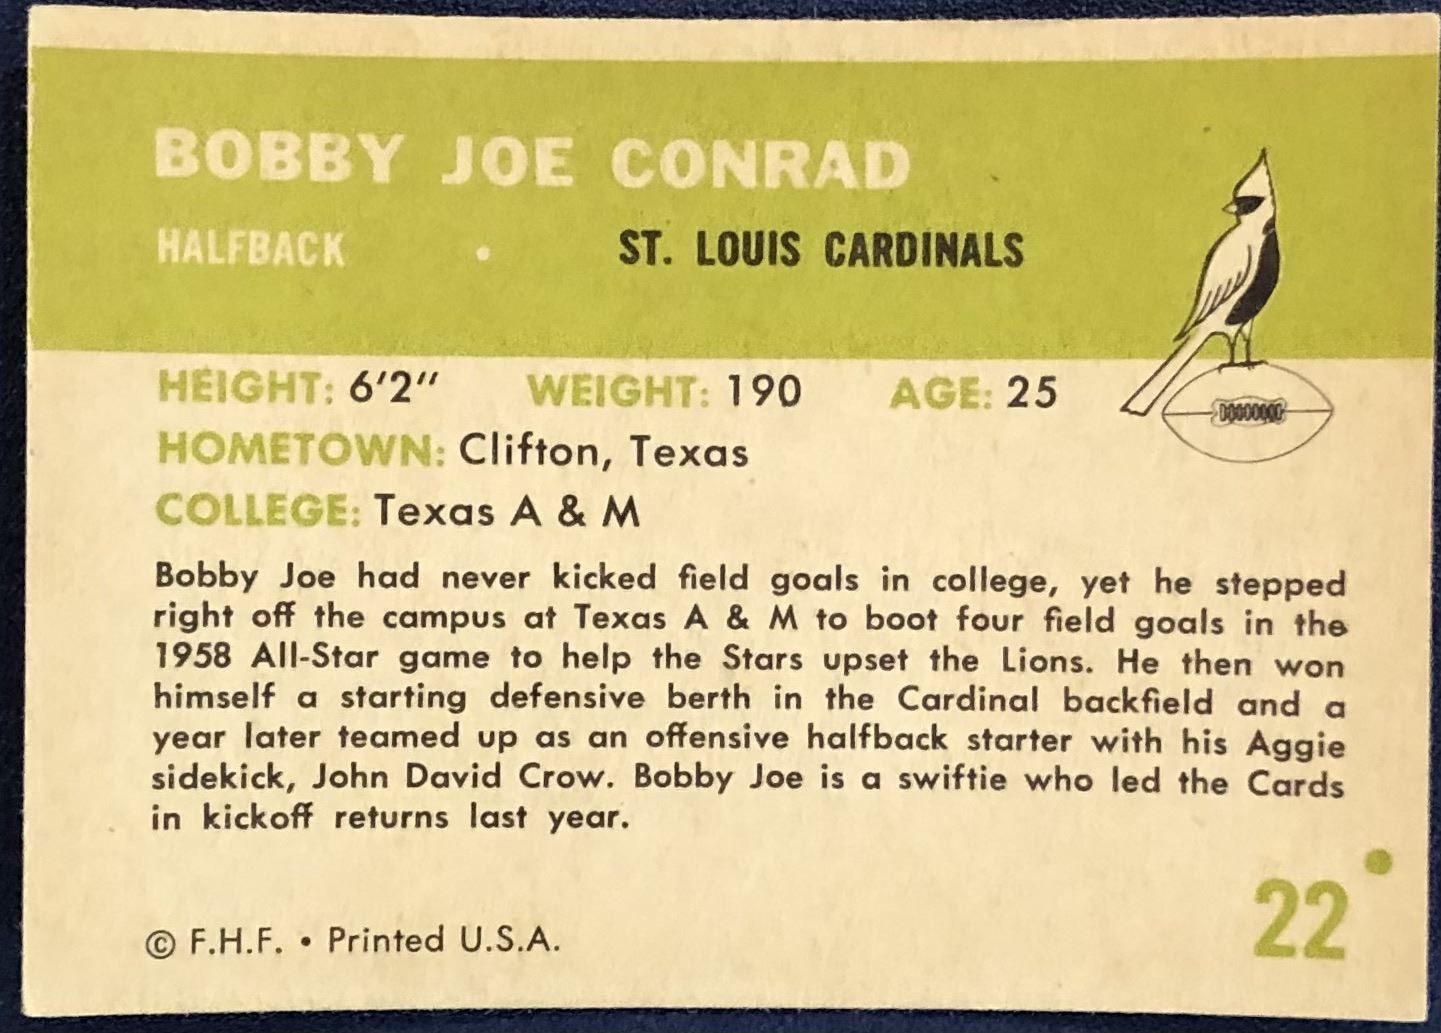 BOBBY JOE CONRAD
HALFBACK • ST. LOUIS CARDINALS
HEIGHT: 6'2" WEIGHT: 190 AGE: 25
HOMETOWN: Clifton, Texas
COLLEGE: Texas A & M
Bobby Joe had never kicked field goals in college, yet he stepped
right off the campus at Texas A & M to boot four field goals in the
1958 All-Star game to help the Stars upset the Lions. He then won
himself a starting defensive berth in the Cardinal backfield and a
year later teamed up as an offensive halfback starter with his Aggie
sidekick, John David Crow. Bobby Joe is a swiftie who led the Cards
in kickoff returns last year.
22
© F.H.F. • Printed U.S.A.